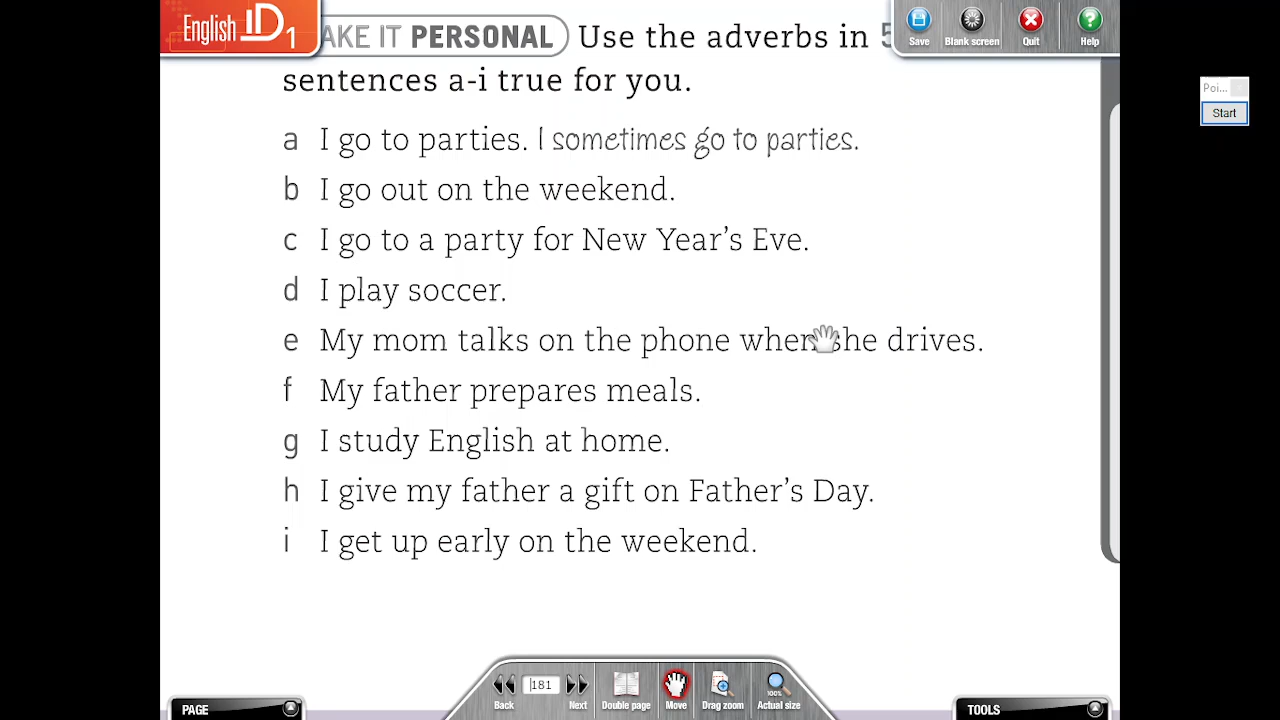 English ID 1
AKE IT PERSONAL Use the adverbs in 5
sentences a-i true for you.
a I go to parties. I sometimes go to parties.
b I go out on the weekend.
c I go to a party for New Year's Eve.
d I play soccer.
e My mom talks on the phone when she drives.
f My father prepares meals.
g I study English at home.
h I give my father a gift on Father's Day.
i I get up early on the weekend.
Save Blank screen Quit Help
Poi...
Start
181
Back Next Double page Move Drag zoom 100% Actual size
PAGE
TOOLS